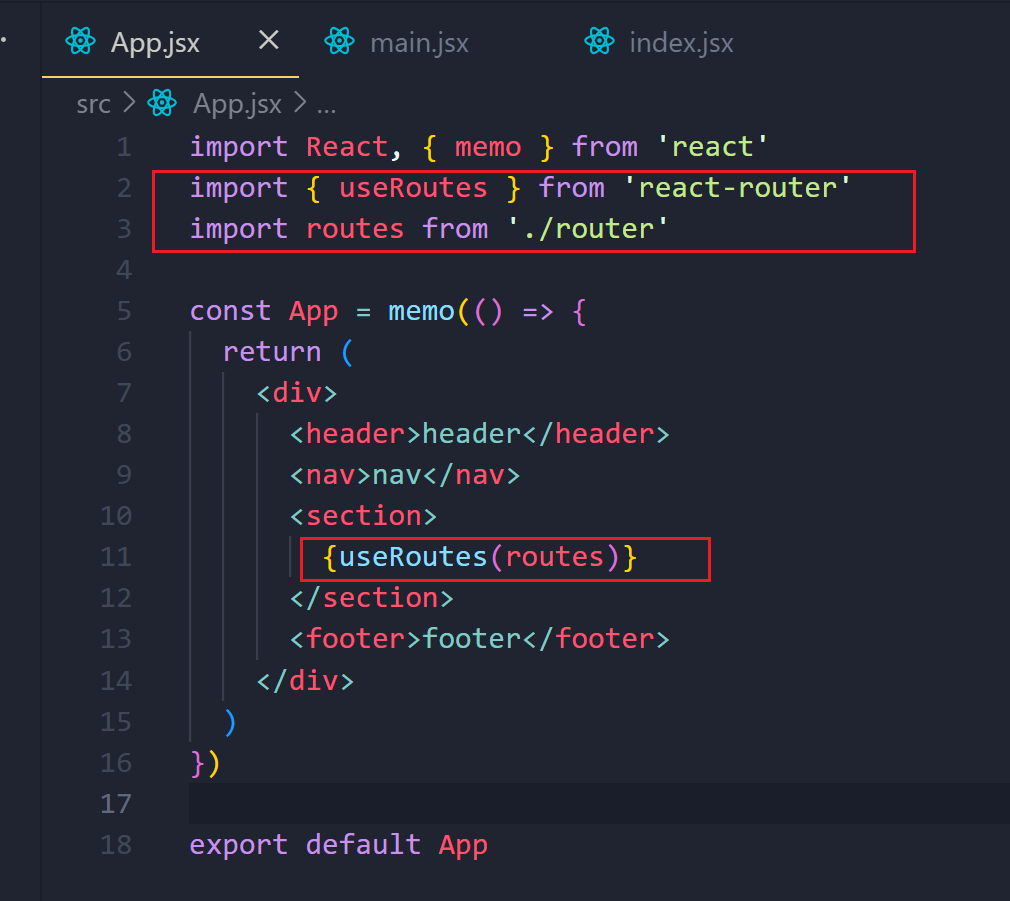 App.jsx × main.jsx index.jsx
src > App.jsx > ...
1 import React, { memo } from 'react'
2 import { useRoutes } from 'react-router'
3 import routes from './router'
4
5 const App = memo(() => {
6 return (
7 <div>
8 <header>header</header>
9 <nav>nav</nav>
10 <section>
11 {useRoutes(routes)}
12 </section>
13 <footer>footer</footer>
14 </div>
15 )
16 })
17
18 export default App